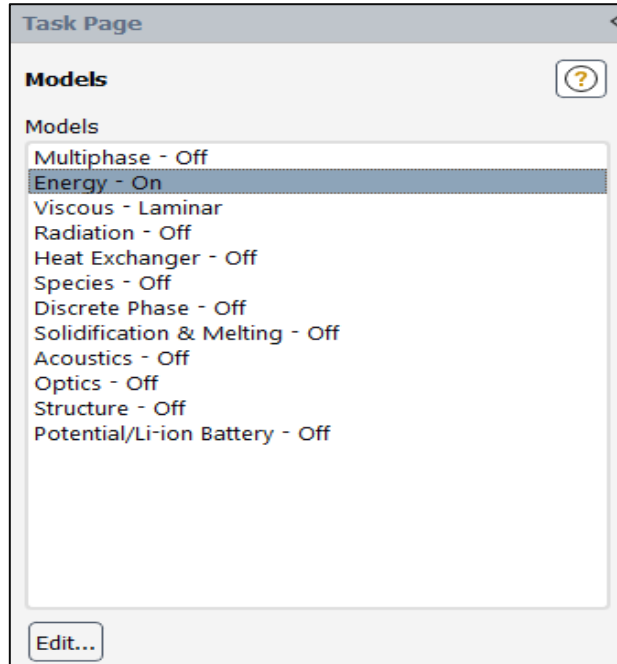 Task Page
Models
?
Models
Multiphase - Off
Energy - On
Viscous - Laminar
Radiation - Off
Heat Exchanger - Off
Species - Off
Discrete Phase - Off
Solidification & Melting - Off
Acoustics - Off
Optics - Off
Structure - Off
Potential/Li-ion Battery - Off
Edit...